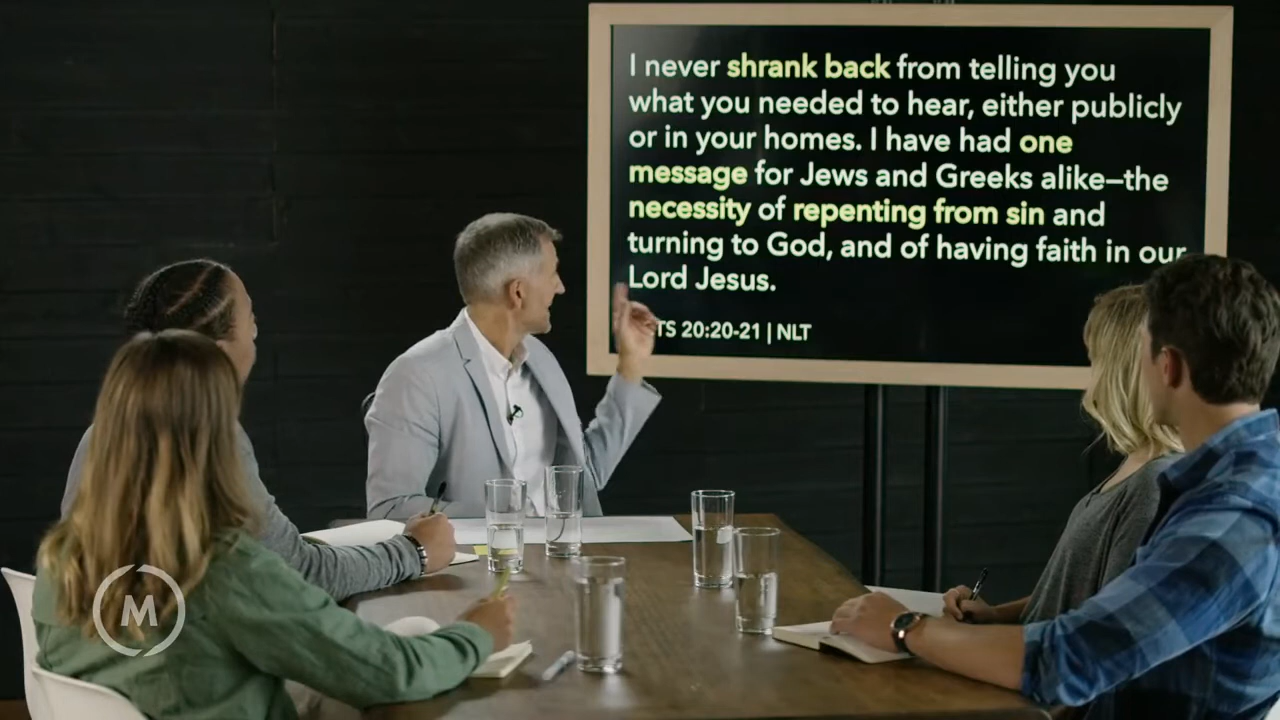 I never shrank back from telling you
what you needed to hear, either publicly
or in your homes. I have had one
message for Jews and Greeks alike—the
necessity of repenting from sin and
turning to God, and of having faith in our
Lord Jesus.
TS 20:20-21 | NLT
M